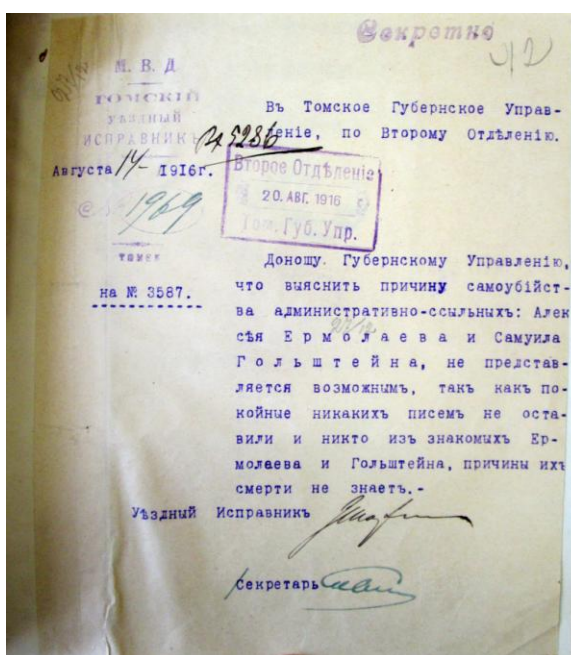 Секретно
М. В. Д.
ТОМСКІЙ
УѢЗДНЫЙ
ИСПРАВНИКЪ
Августа 14- 1916г.
1969
ТОМСК
на № 3587.
Въ Томское Губернское Управ-
леніе, по Второму Отдѣленію.
5286
Второе Отдѣленіе
20. АВГ. 1916
Том. Губ. Упр.
Доношу Губернскому Управленію,
что выяснить причину самоубійст-
ва административно-ссыльныхъ: Алек
сѣя Ермолаева и Самуила
Гольштейна, не представ-
ляется возможнымъ, такъ какъ по-
койные никакихъ писемъ не оста-
вили и никто изъ знакомыхъ Ер-
молаева и Гольштейна, причины ихъ
смерти не знаетъ.-
Уѣздный Исправникъ
Секретарь